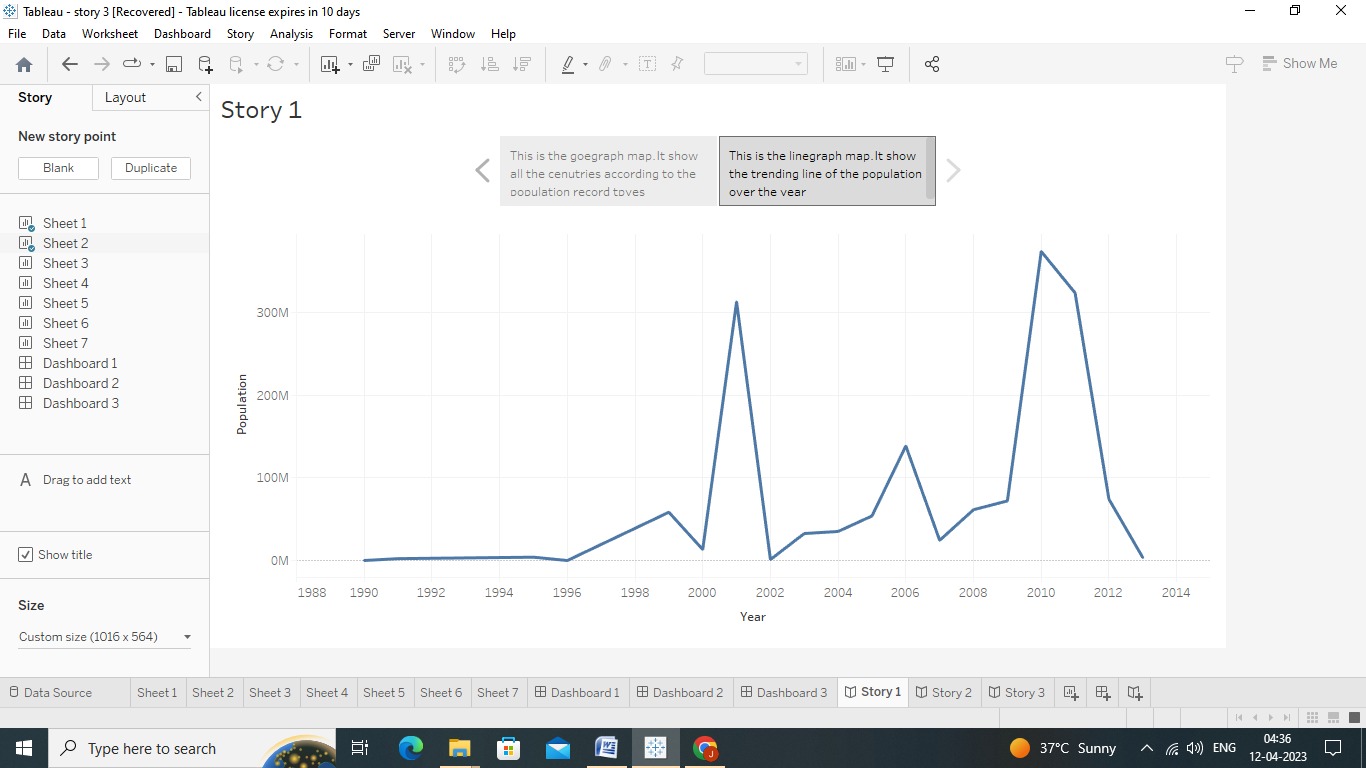 Tableau - story 3 [Recovered] - Tableau license expires in 10 days
File Data Worksheet Dashboard Story Analysis Format Server Window Help
Show Me
Story Layout
New story point
Blank Duplicate
Sheet 1
Sheet 2
Sheet 3
Sheet 4
Sheet 5
Sheet 6
Sheet 7
Dashboard 1
Dashboard 2
Dashboard 3
A Drag to add text
Show title
Size
Custom size (1016 x 564)
Story 1
This is the goegraph map.It show
all the cenutries according to the
population record tpyes
This is the linegraph map.It show
the trending line of the population
over the year
Population
300M
200M
100M
0M
1988 1990 1992 1994 1996 1998 2000 2002 2004 2006 2008 2010 2012 2014
Year
Data Source Sheet 1 Sheet 2 Sheet 3 Sheet 4 Sheet 5 Sheet 6 Sheet 7 Dashboard 1 Dashboard 2 Dashboard 3 Story 1 Story 2 Story 3
Type here to search
37°C Sunny
ENG
04:36
12-04-2023